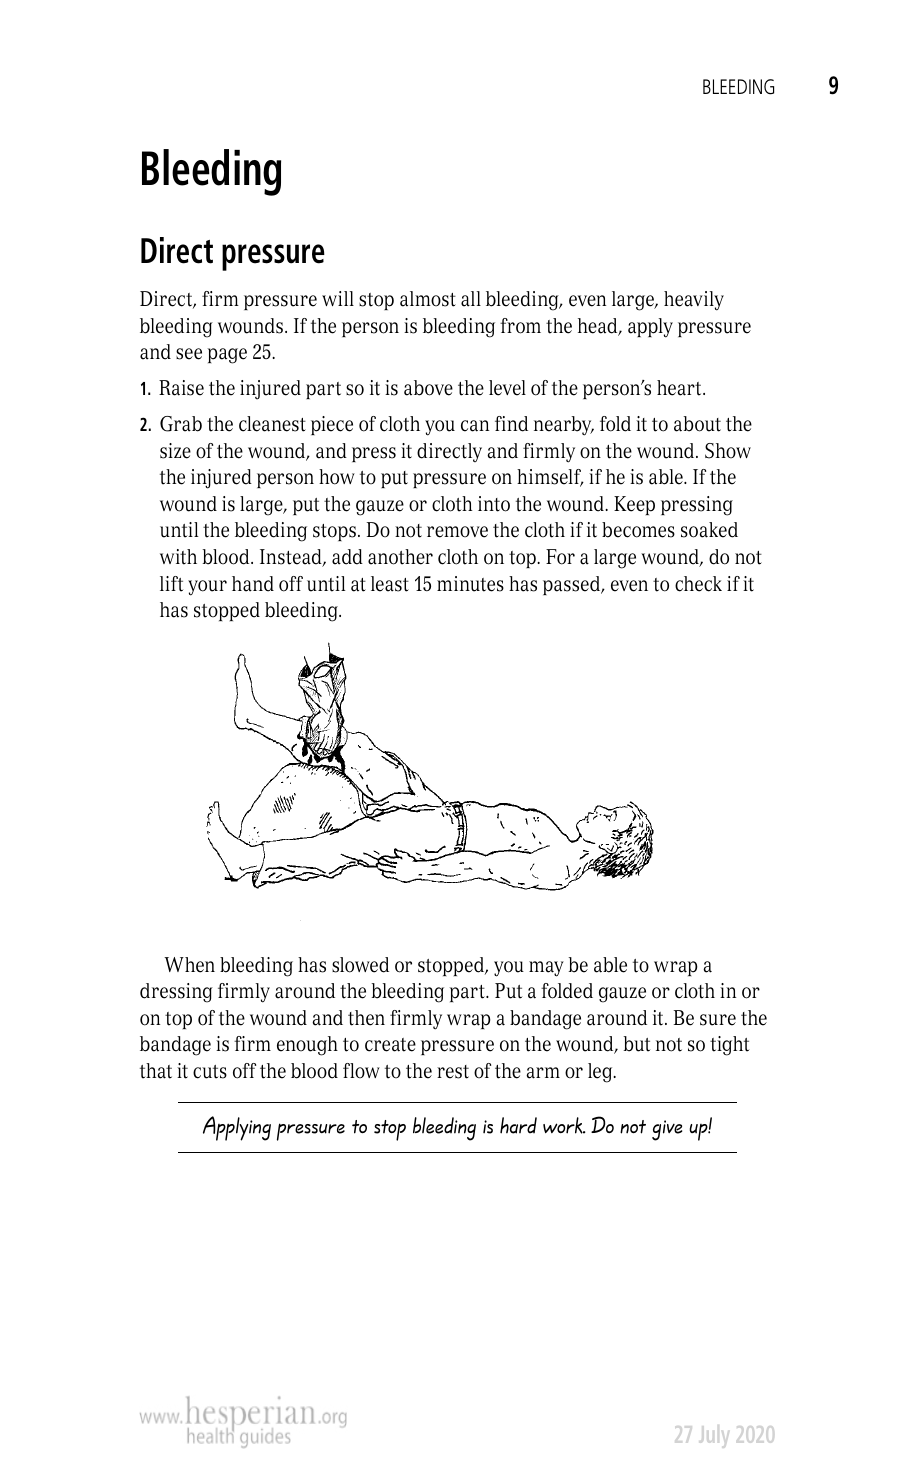 BLEEDING 9
Bleeding
Direct pressure
Direct, firm pressure will stop almost all bleeding, even large, heavily
bleeding wounds. If the person is bleeding from the head, apply pressure
and see page 25.
1. Raise the injured part so it is above the level of the person’s heart.
2. Grab the cleanest piece of cloth you can find nearby, fold it to about the
size of the wound, and press it directly and firmly on the wound. Show
the injured person how to put pressure on himself, if he is able. If the
wound is large, put the gauze or cloth into the wound. Keep pressing
until the bleeding stops. Do not remove the cloth if it becomes soaked
with blood. Instead, add another cloth on top. For a large wound, do not
lift your hand off until at least 15 minutes has passed, even to check if it
has stopped bleeding.
When bleeding has slowed or stopped, you may be able to wrap a
dressing firmly around the bleeding part. Put a folded gauze or cloth in or
on top of the wound and then firmly wrap a bandage around it. Be sure the
bandage is firm enough to create pressure on the wound, but not so tight
that it cuts off the blood flow to the rest of the arm or leg.
Applying pressure to stop bleeding is hard work. Do not give up!
www.hesperian.org
health guides
27 July 2020